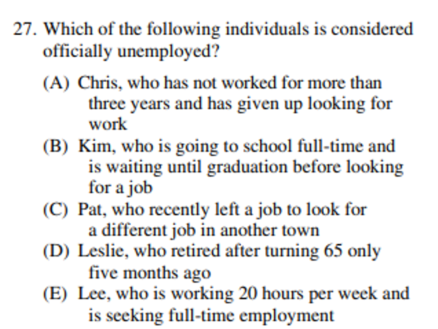 27. Which of the following individuals is considered
officially unemployed?
(A) Chris, who has not worked for more than
three years and has given up looking for
work
(B) Kim, who is going to school full-time and
is waiting until graduation before looking
for a job
(C) Pat, who recently left a job to look for
a different job in another town
(D) Leslie, who retired after turning 65 only
five months ago
(E) Lee, who is working 20 hours per week and
is seeking full-time employment